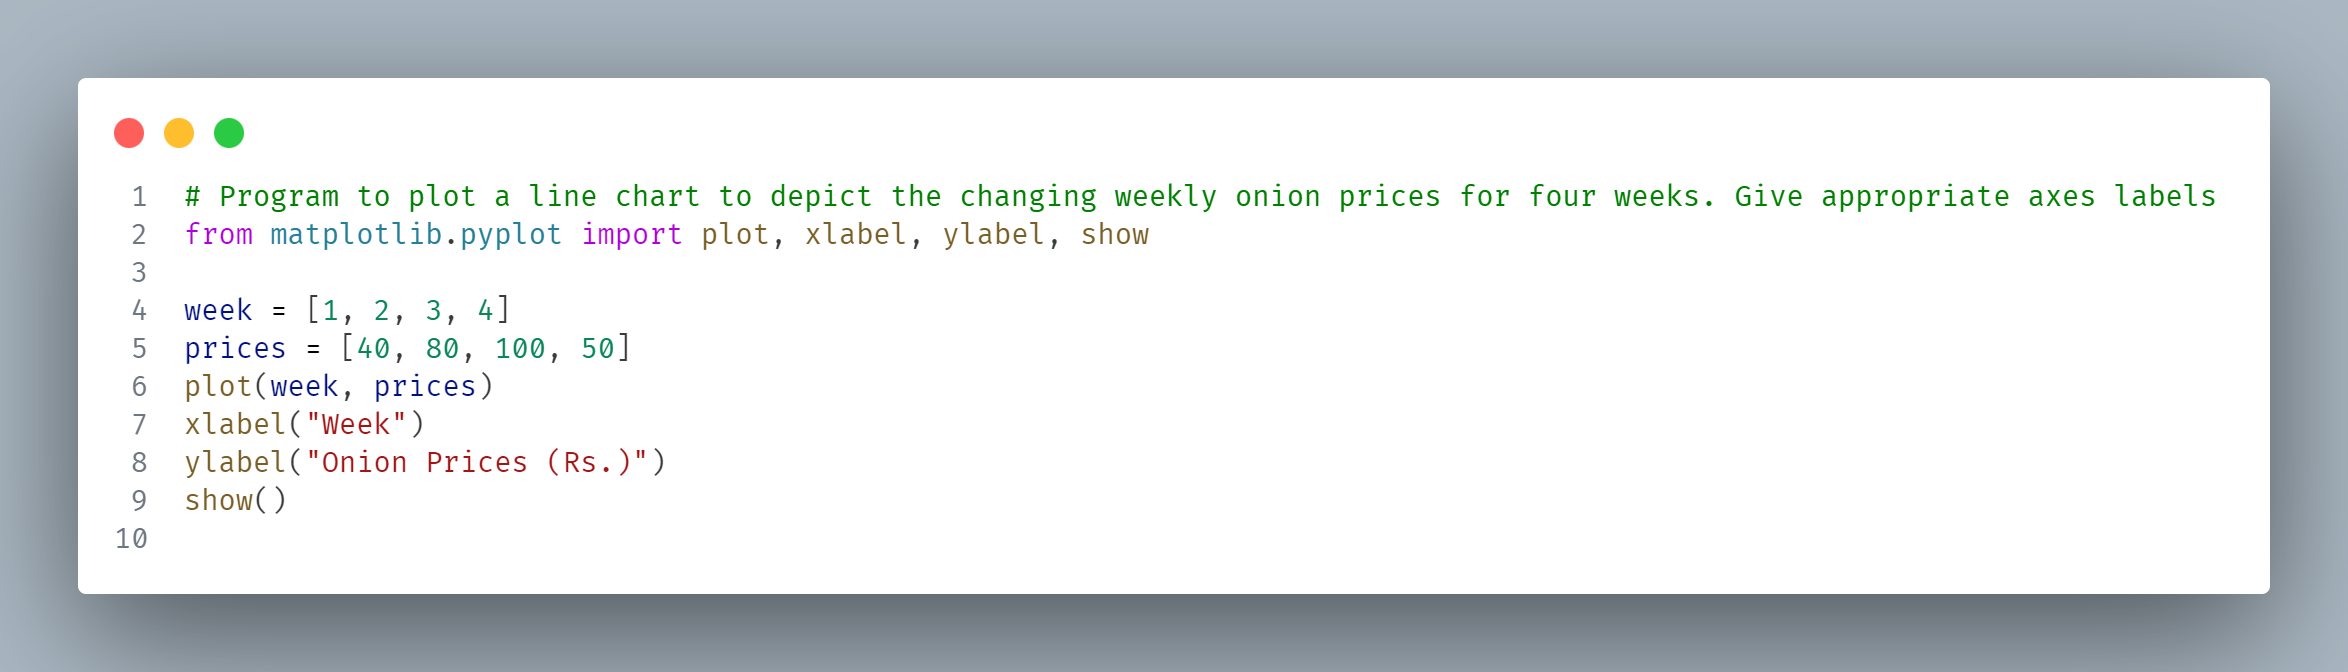 1 # Program to plot a line chart to depict the changing weekly onion prices for four weeks. Give appropriate axes labels
2 from matplotlib.pyplot import plot, xlabel, ylabel, show
3
4 week = [1, 2, 3, 4]
5 prices = [40, 80, 100, 50]
6 plot(week, prices)
7 xlabel("Week")
8 ylabel("Onion Prices (Rs.)")
9 show()
10